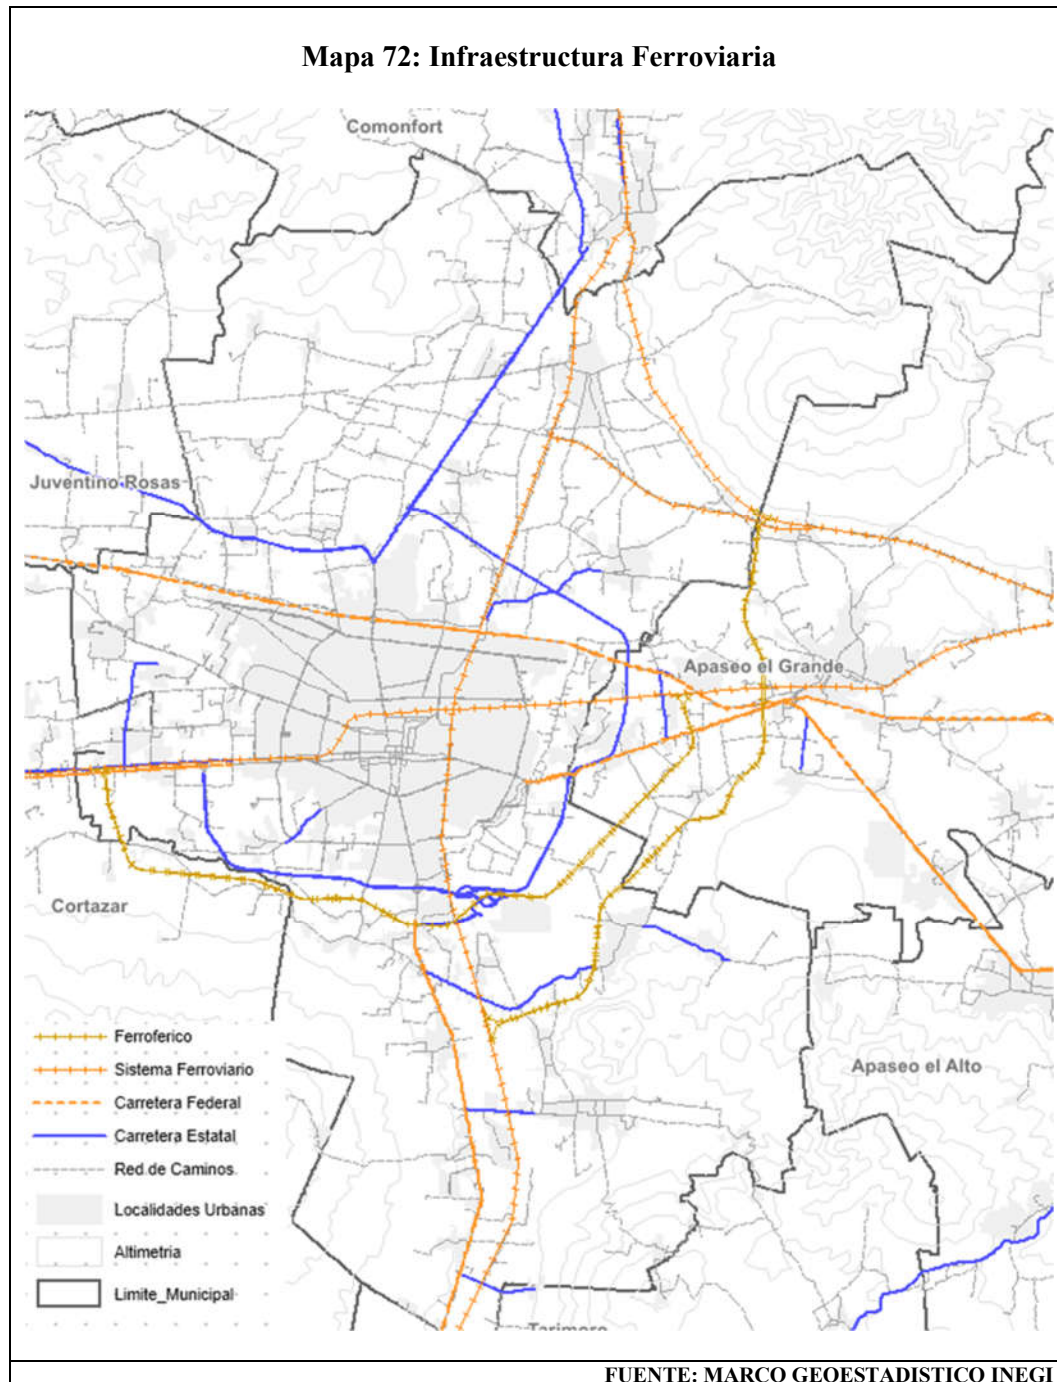 Mapa 72: Infraestructura Ferroviaria
Comonfort
Juventino Rosas
Apaseo el Grande
Cortazar
Apaseo el Alto
Ferroferico
Sistema Ferroviario
Carretera Federal
Carretera Estatal
Red de Caminos
Localidades Urbanas
Altimetria
Limite_Municipal
FUENTE: MARCO GEOESTADISTICO INEGI